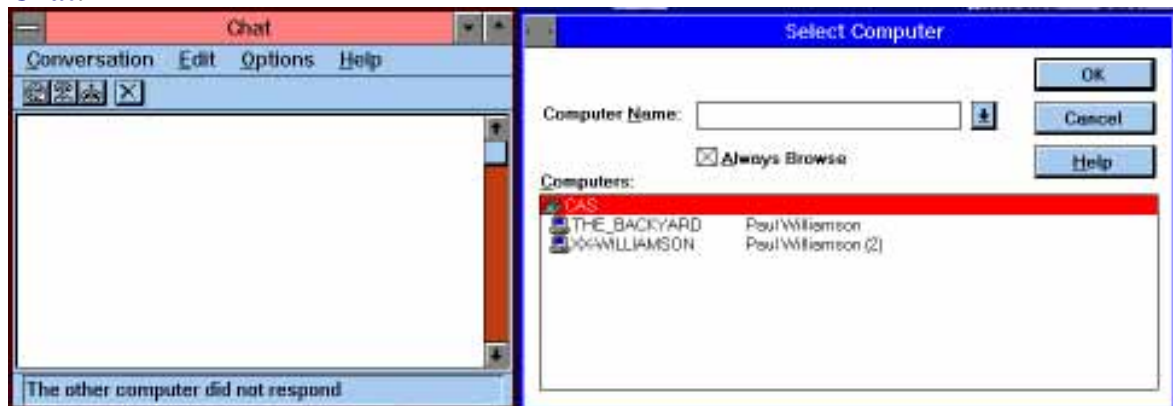 Chat
Conversation Edit Options Help
The other computer did not respond
Select Computer
OK
Computer Name:
Cancel
Always Browse
Help
Computers:
CAS
THE_BACKYARD Paul Williamson
XX-WILLIAMSON Paul Williamson (2)